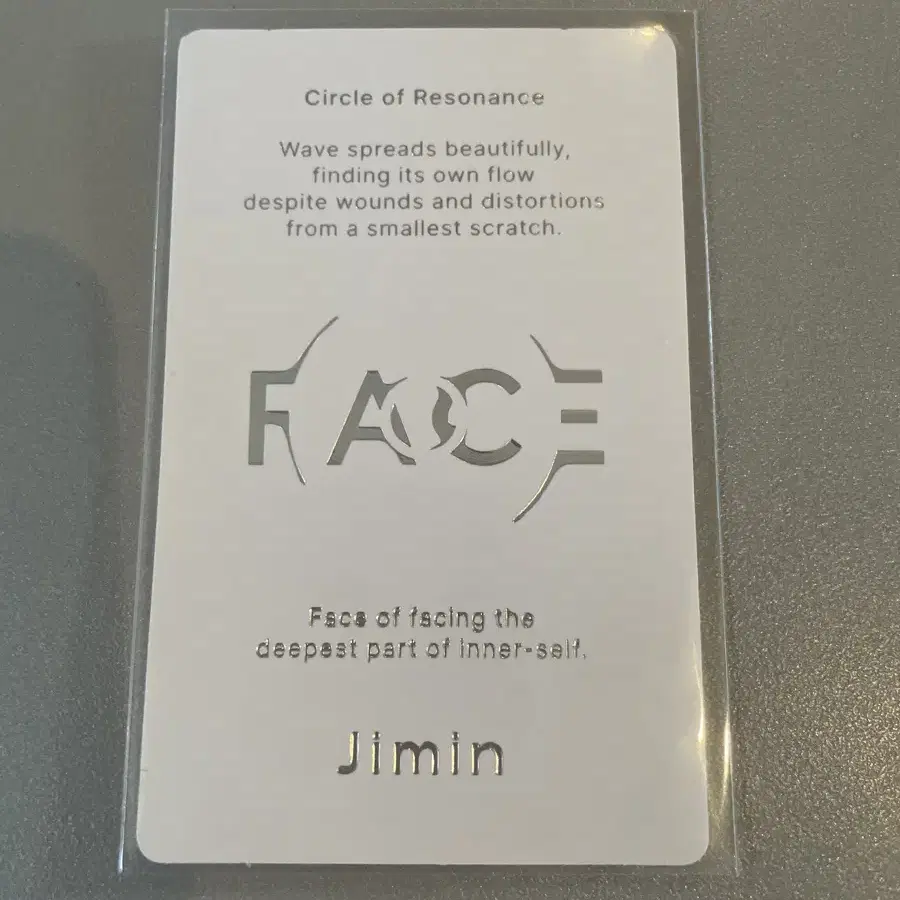 Circle of Resonance
Wave spreads beautifully,
finding its own flow
despite wounds and distortions
from a smallest scratch.
FACE
Face of facing the
deepest part of inner-self.
Jimin